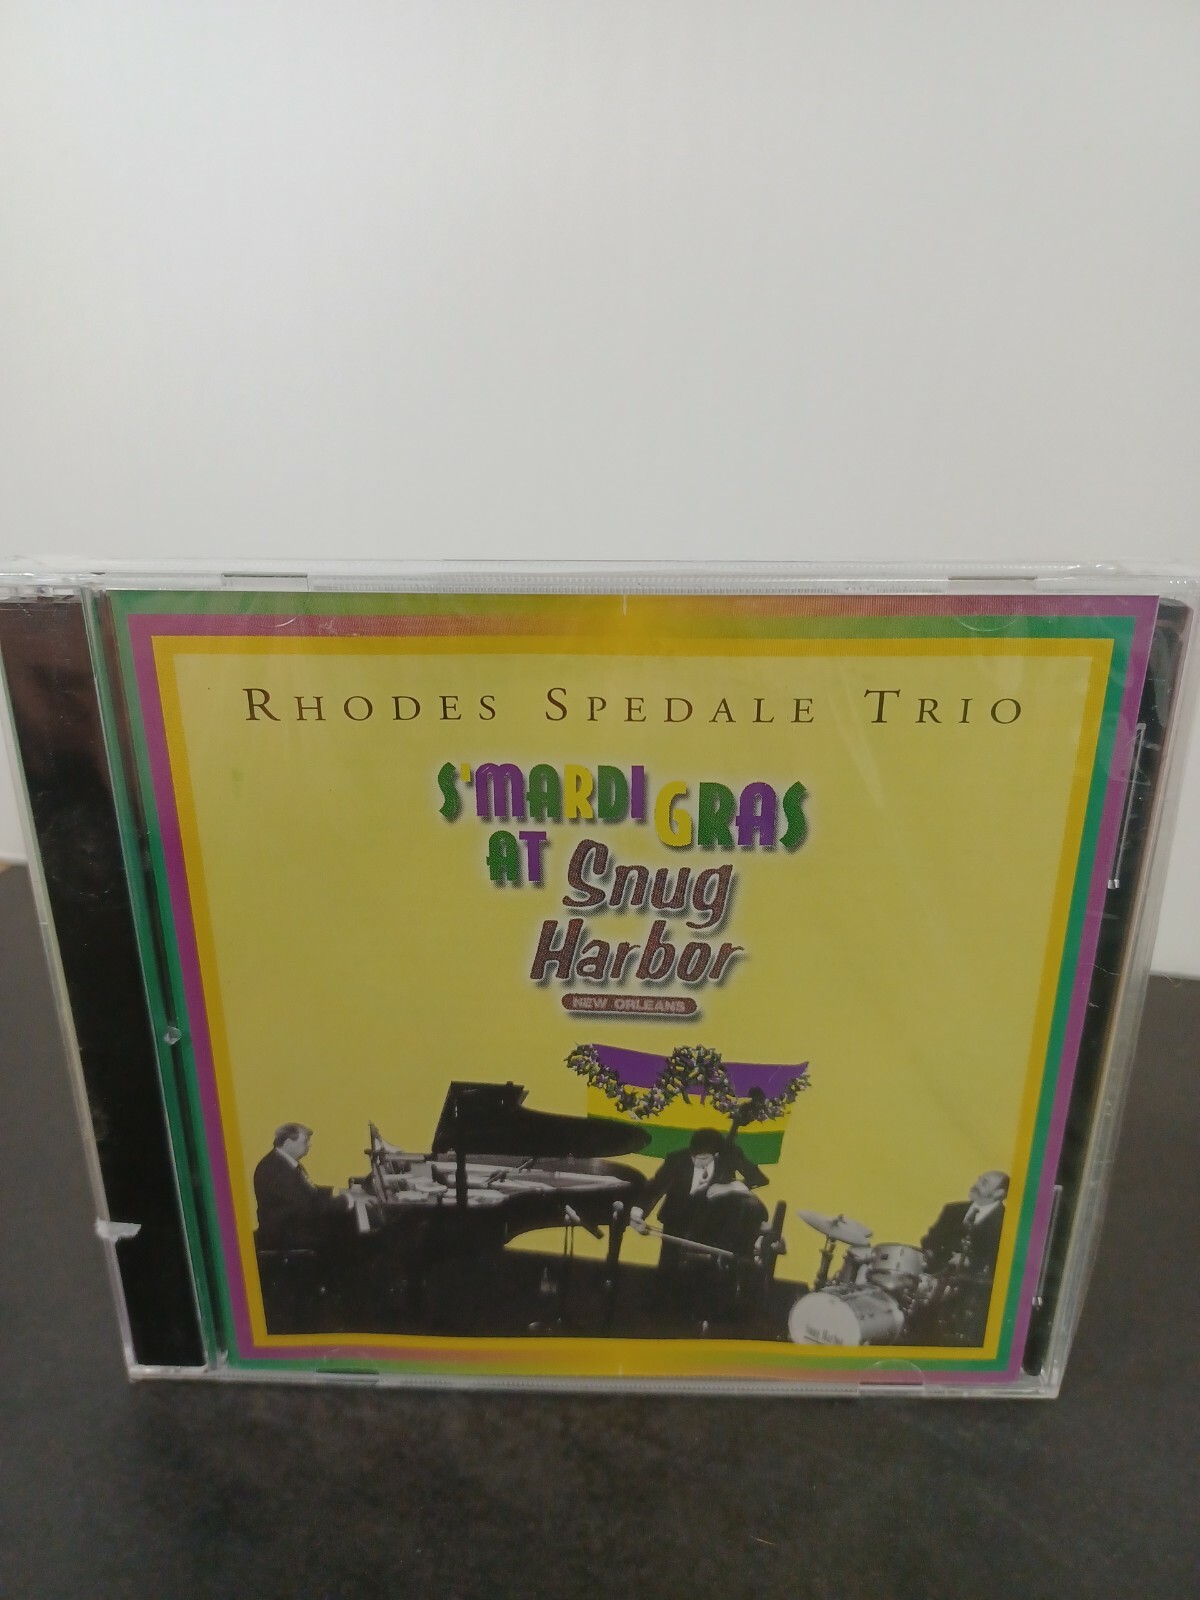 RHODES SPEDALE TRIO
S'MARDI GRAS
AT Snug
Harbor
NEW ORLEANS